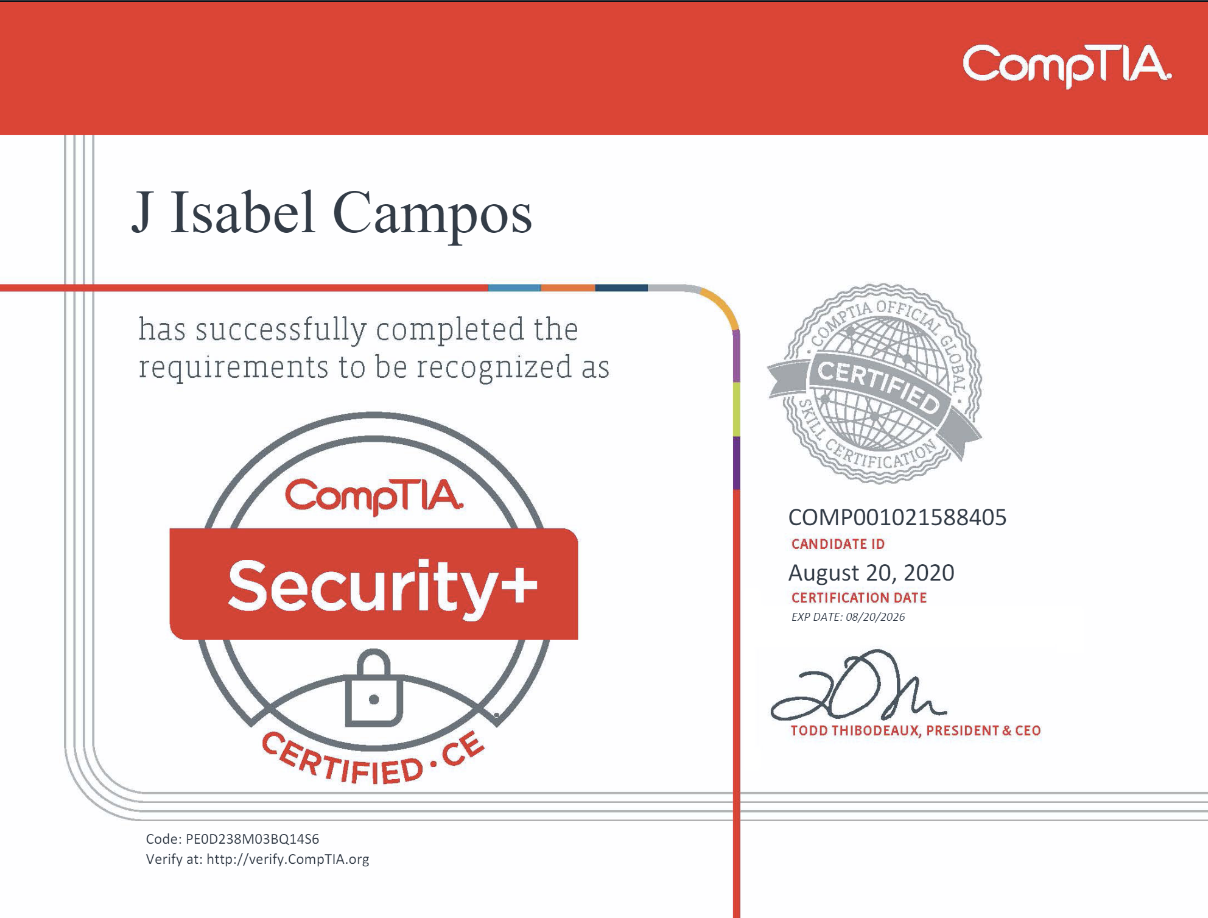 CompTIA.
J Isabel Campos
has successfully completed the
requirements to be recognized as
CompTIA.
Security+
CERTIFIED · CE
· COMPTIA OFFICIAL GLOBAL ·
CERTIFIED
SKILL CERTIFICATION
COMP001021588405
CANDIDATE ID
August 20, 2020
CERTIFICATION DATE
EXP DATE: 08/20/2026
TODD THIBODEAUX, PRESIDENT & CEO
Code: PE0D238M03BQ14S6
Verify at: http://verify.CompTIA.org